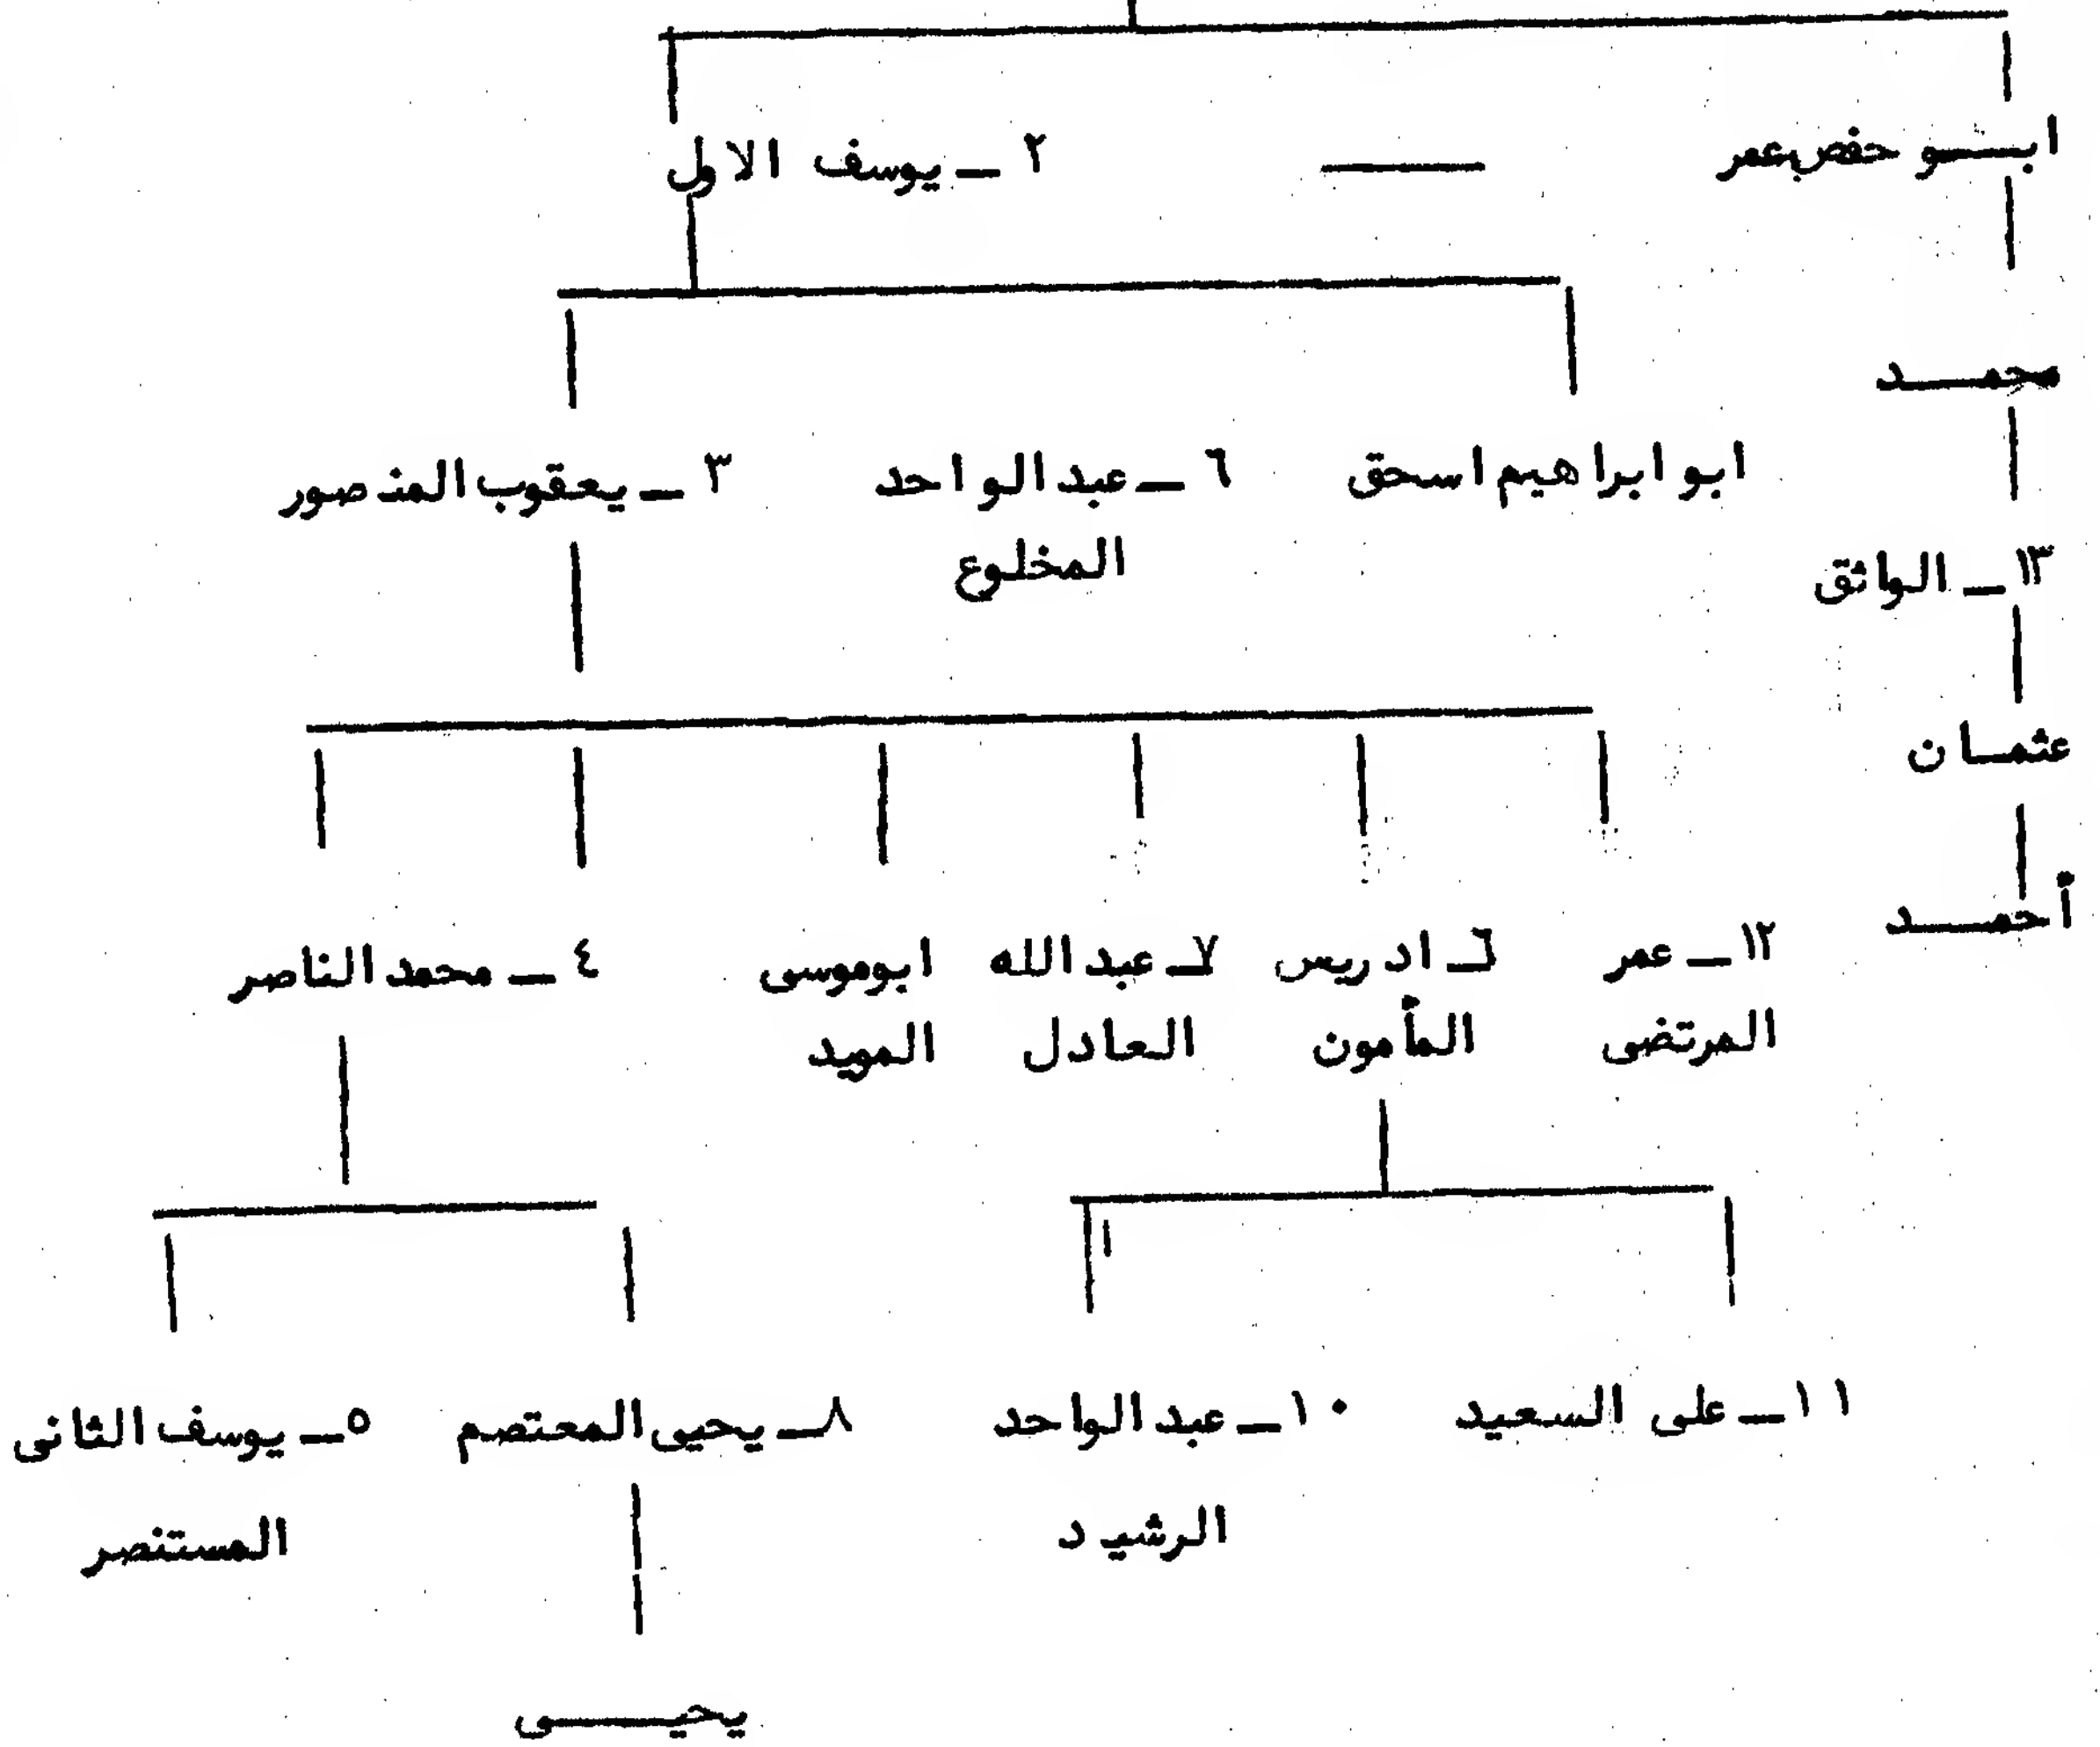 ابو حفص عمر ــــ ٢ ـ يوسف الاول
محمد
ابو ابراهيم اسحق ٦ ـ عبد الواحد ٣ ـ يعقوب المنصور
المخلوع
١٣ ـ الواثق
عثمان
أحمد
١٢ ـ عمر ٦ ـ ادريس ٧ ـ عبد الله ابوموسى ٤ ـ محمد الناصر
المرتضى المأمون العادل المويد
١١ ـ على السعيد ١٠ ـ عبد الواحد ٨ ـ يحيى المعتصم ٥ ـ يوسف الثانى
الرشيد المستنصر
يحيى